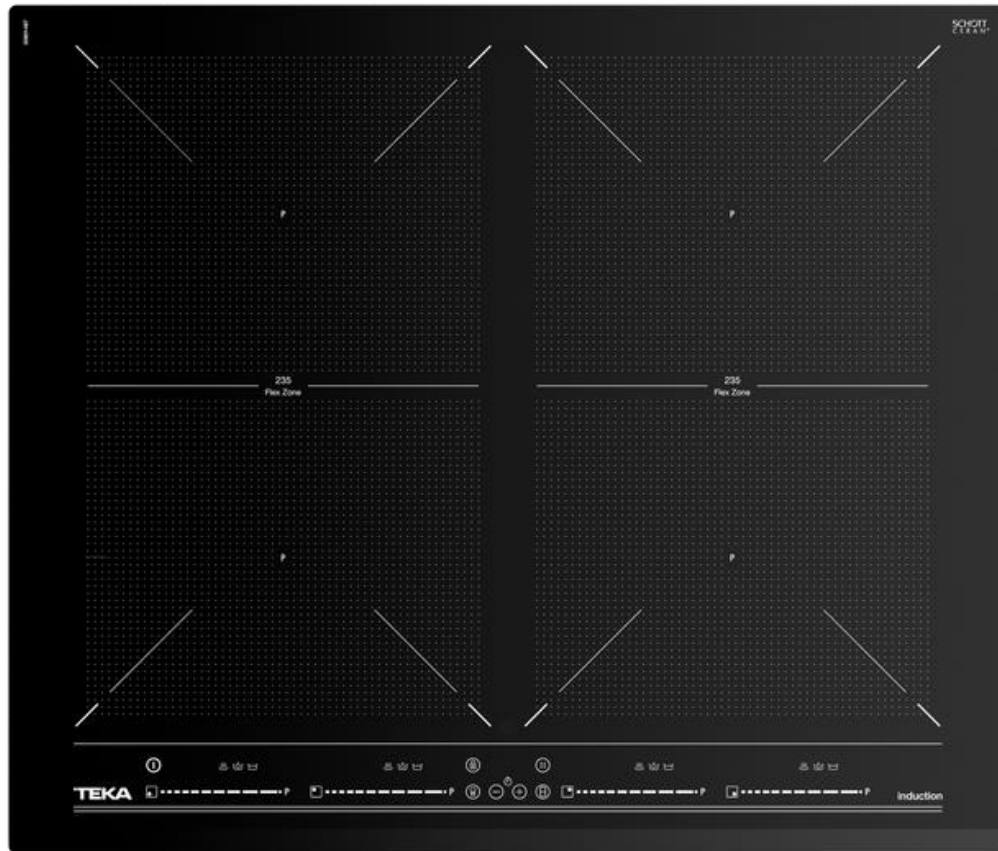 SCHOTT
CERAN®
P
P
235
Flex Zone
235
Flex Zone
P
P
TEKA
P
P
P
P
induction